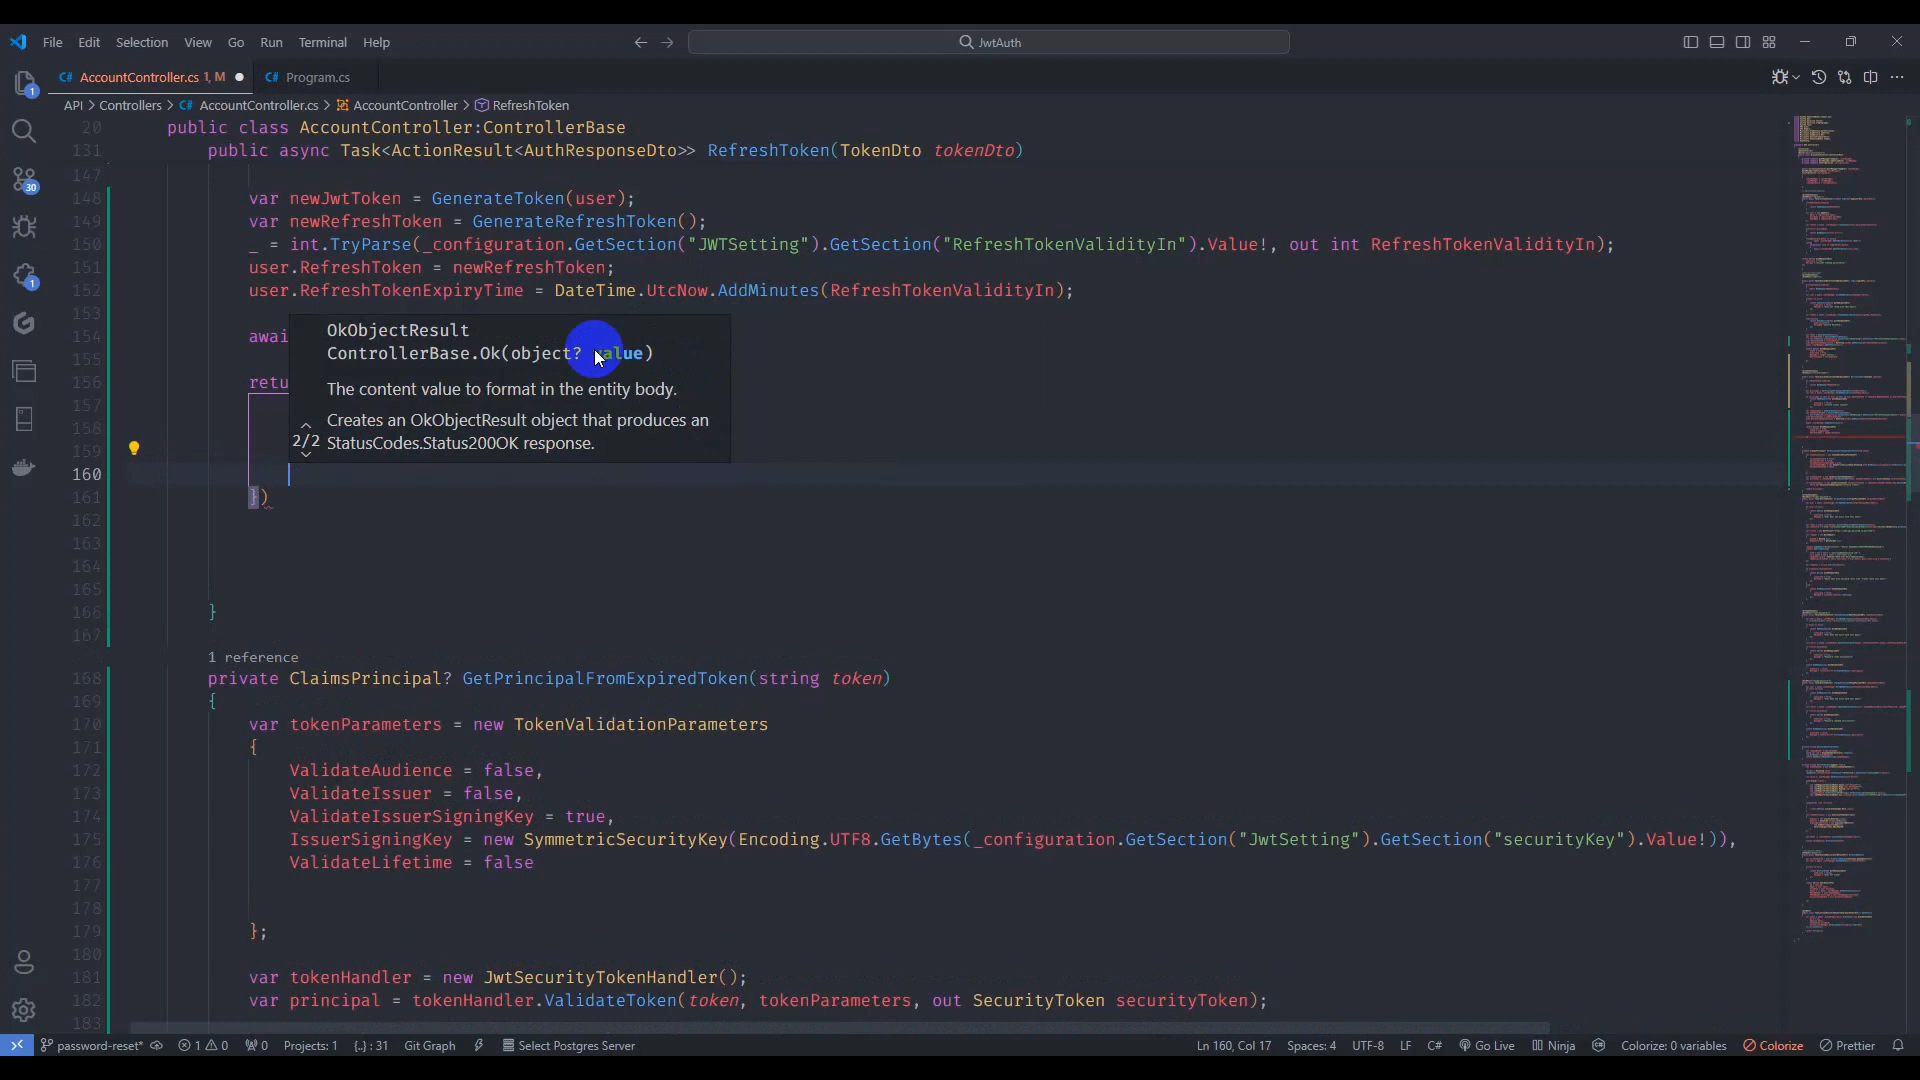 File Edit Selection View Go Run Terminal Help
JwtAuth
C# AccountController.cs 1, M
C# Program.cs
API > Controllers > C# AccountController.cs > AccountController > RefreshToken
20 public class AccountController:ControllerBase
131 public async Task<ActionResult<AuthResponseDto>> RefreshToken(TokenDto tokenDto)
147
148 var newJwtToken = GenerateToken(user);
149 var newRefreshToken = GenerateRefreshToken();
150 _ = int.TryParse(_configuration.GetSection("JWTSetting").GetSection("RefreshTokenValidityIn").Value!, out int RefreshTokenValidityIn);
151 user.RefreshToken = newRefreshToken;
152 user.RefreshTokenExpiryTime = DateTime.UtcNow.AddMinutes(RefreshTokenValidityIn);
153
OkObjectResult
154 awai
ControllerBase.Ok(object? value)
155
156 retu
The content value to format in the entity body.
157
158
Creates an OkObjectResult object that produces an
2/2 StatusCodes.Status200OK response.
159
160
161 })
162
163
164
165
166 }
167
1 reference
168 private ClaimsPrincipal? GetPrincipalFromExpiredToken(string token)
169 {
170 var tokenParameters = new TokenValidationParameters
171 {
172 ValidateAudience = false,
173 ValidateIssuer = false,
174 ValidateIssuerSigningKey = true,
175 IssuerSigningKey = new SymmetricSecurityKey(Encoding.UTF8.GetBytes(_configuration.GetSection("JwtSetting").GetSection("securityKey").Value!)),
176 ValidateLifetime = false
177
178
179 };
180
181 var tokenHandler = new JwtSecurityTokenHandler();
182 var principal = tokenHandler.ValidateToken(token, tokenParameters, out SecurityToken securityToken);
183
1
30
1
password-reset* 1 0 0 Projects: 1 {..} : 31 Git Graph Select Postgres Server Ln 160, Col 17 Spaces: 4 UTF-8 LF C# Go Live Ninja Colorize: 0 variables Colorize Prettier